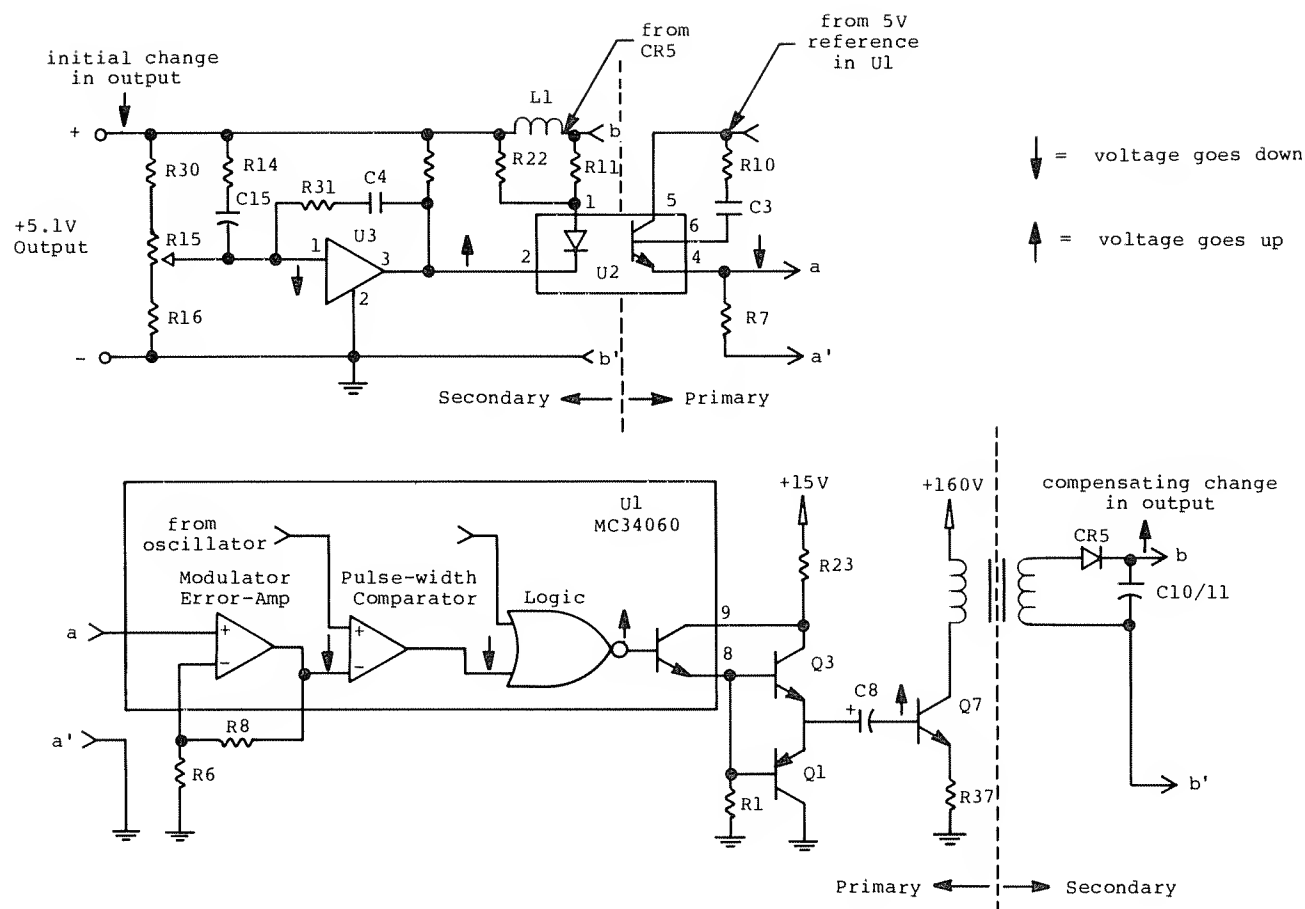 initial change
in output
from
CR5
from 5V
reference
in U1
L1
+
b
R30
R14
R22
R11
R10
C15
R31
C4
C3
1
5
6
+5.1V
Output
R15
1
U3
3
2
2
U2
4
a
R16
R7
-
b'
a'
Secondary
Primary
= voltage goes down
= voltage goes up
U1
MC34060
from
oscillator
Modulator
Error-Amp
Pulse-width
Comparator
Logic
+15V
+160V
compensating change
in output
CR5
R23
b
C10/11
9
8
a
+
-
+
-
Q3
C8
+
Q7
R8
a'
R6
Q1
R1
R37
b'
Primary
Secondary